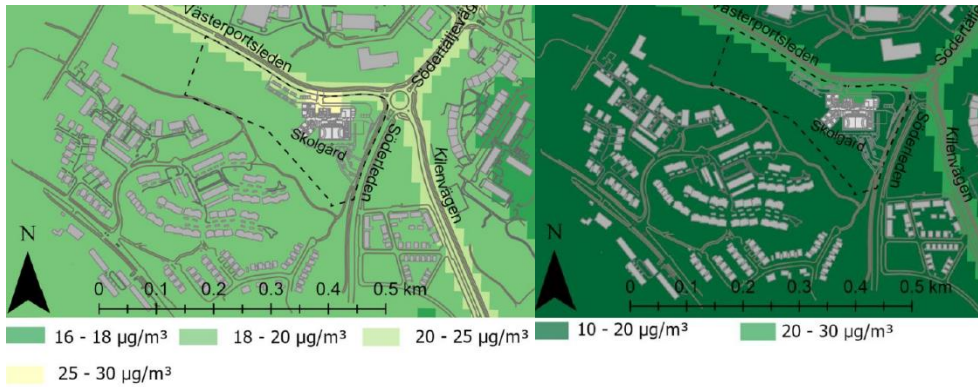 Västerportsleden
Södertäljeväg
Skolgård
Söderleden
Kilenvägen
N
0 0.1 0.2 0.3 0.4 0.5 km
16 - 18 µg/m³ 18 - 20 µg/m³ 20 - 25 µg/m³
25 - 30 µg/m³
Västerportsleden
Södertäljeväg
Skolgård
Söderleden
Kilenvägen
N
0 0.1 0.2 0.3 0.4 0.5 km
10 - 20 µg/m³ 20 - 30 µg/m³